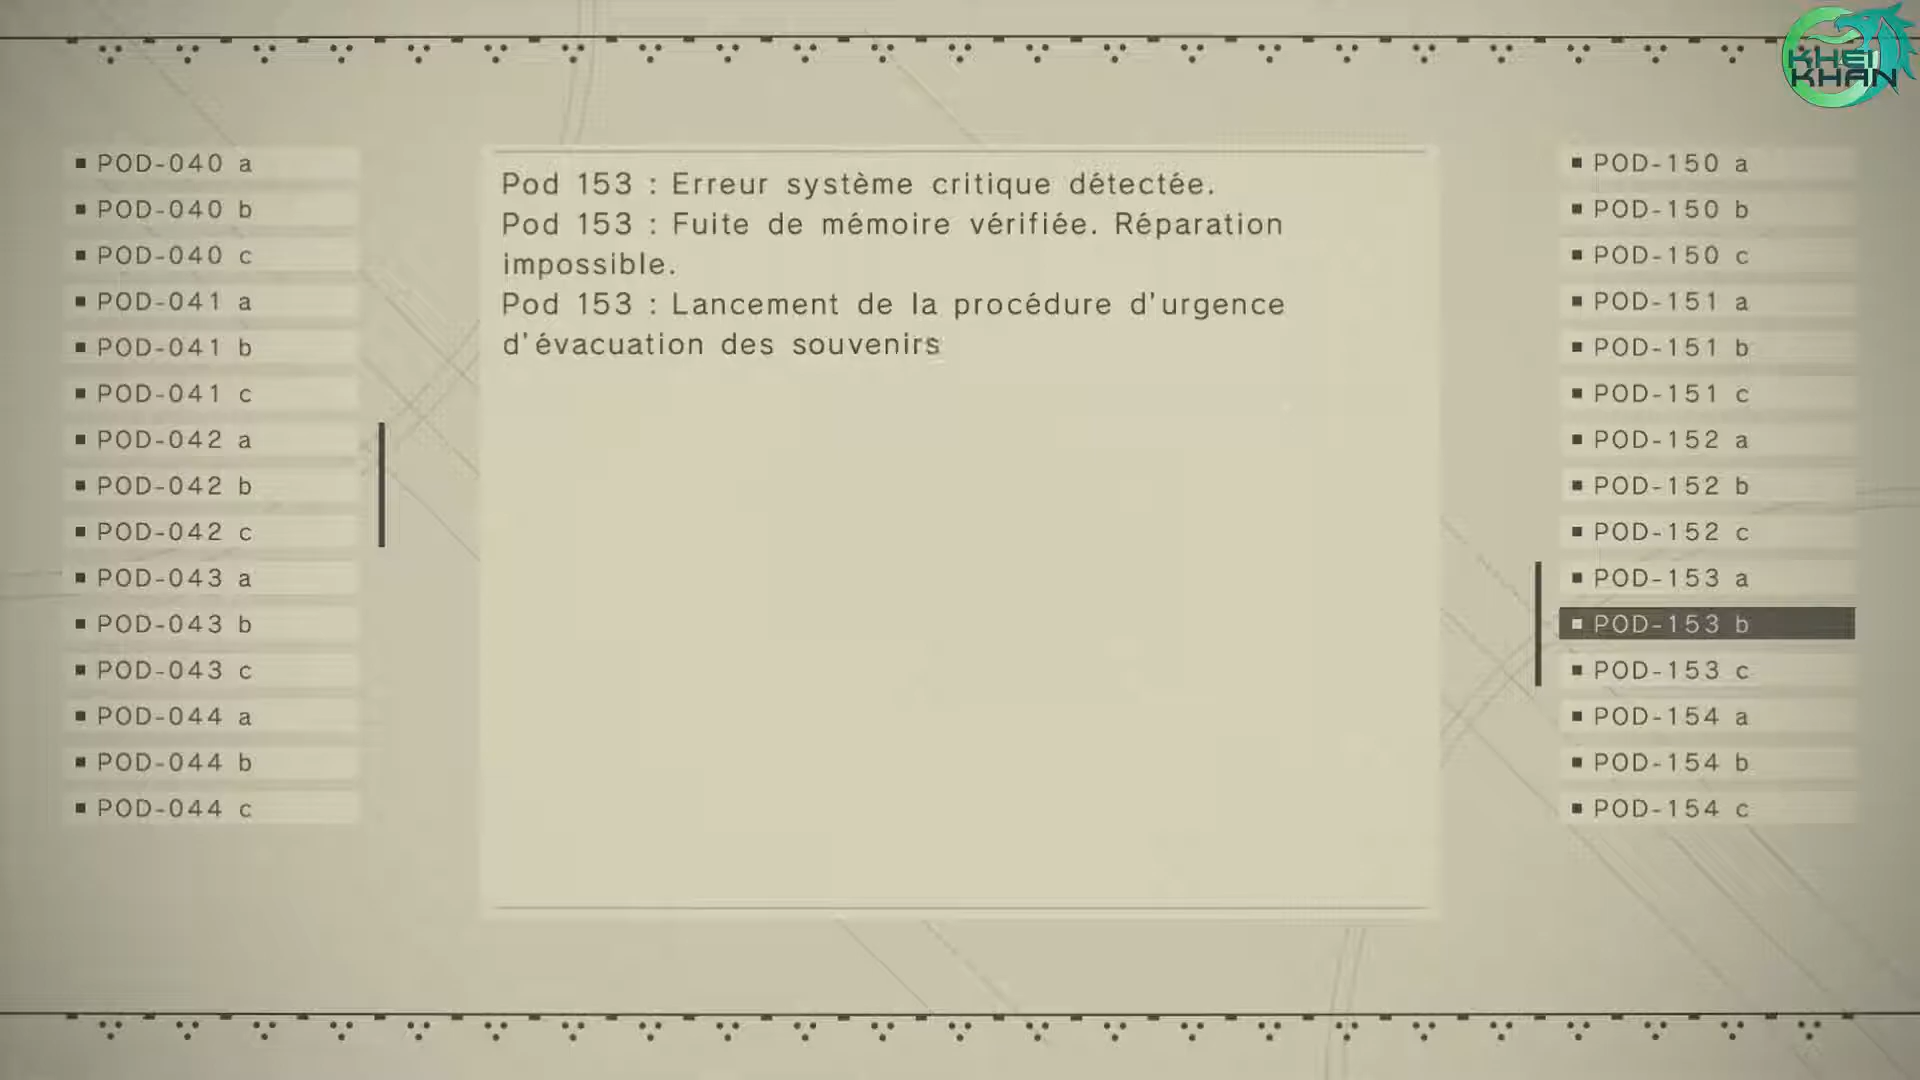 KHEI
KHAN
POD-040 a
POD-040 b
POD-040 c
POD-041 a
POD-041 b
POD-041 c
POD-042 a
POD-042 b
POD-042 c
POD-043 a
POD-043 b
POD-043 c
POD-044 a
POD-044 b
POD-044 c
Pod 153 : Erreur système critique détectée.
Pod 153 : Fuite de mémoire vérifiée. Réparation
impossible.
Pod 153 : Lancement de la procédure d'urgence
d'évacuation des souvenirs
POD-150 a
POD-150 b
POD-150 c
POD-151 a
POD-151 b
POD-151 c
POD-152 a
POD-152 b
POD-152 c
POD-153 a
POD-153 b
POD-153 c
POD-154 a
POD-154 b
POD-154 c